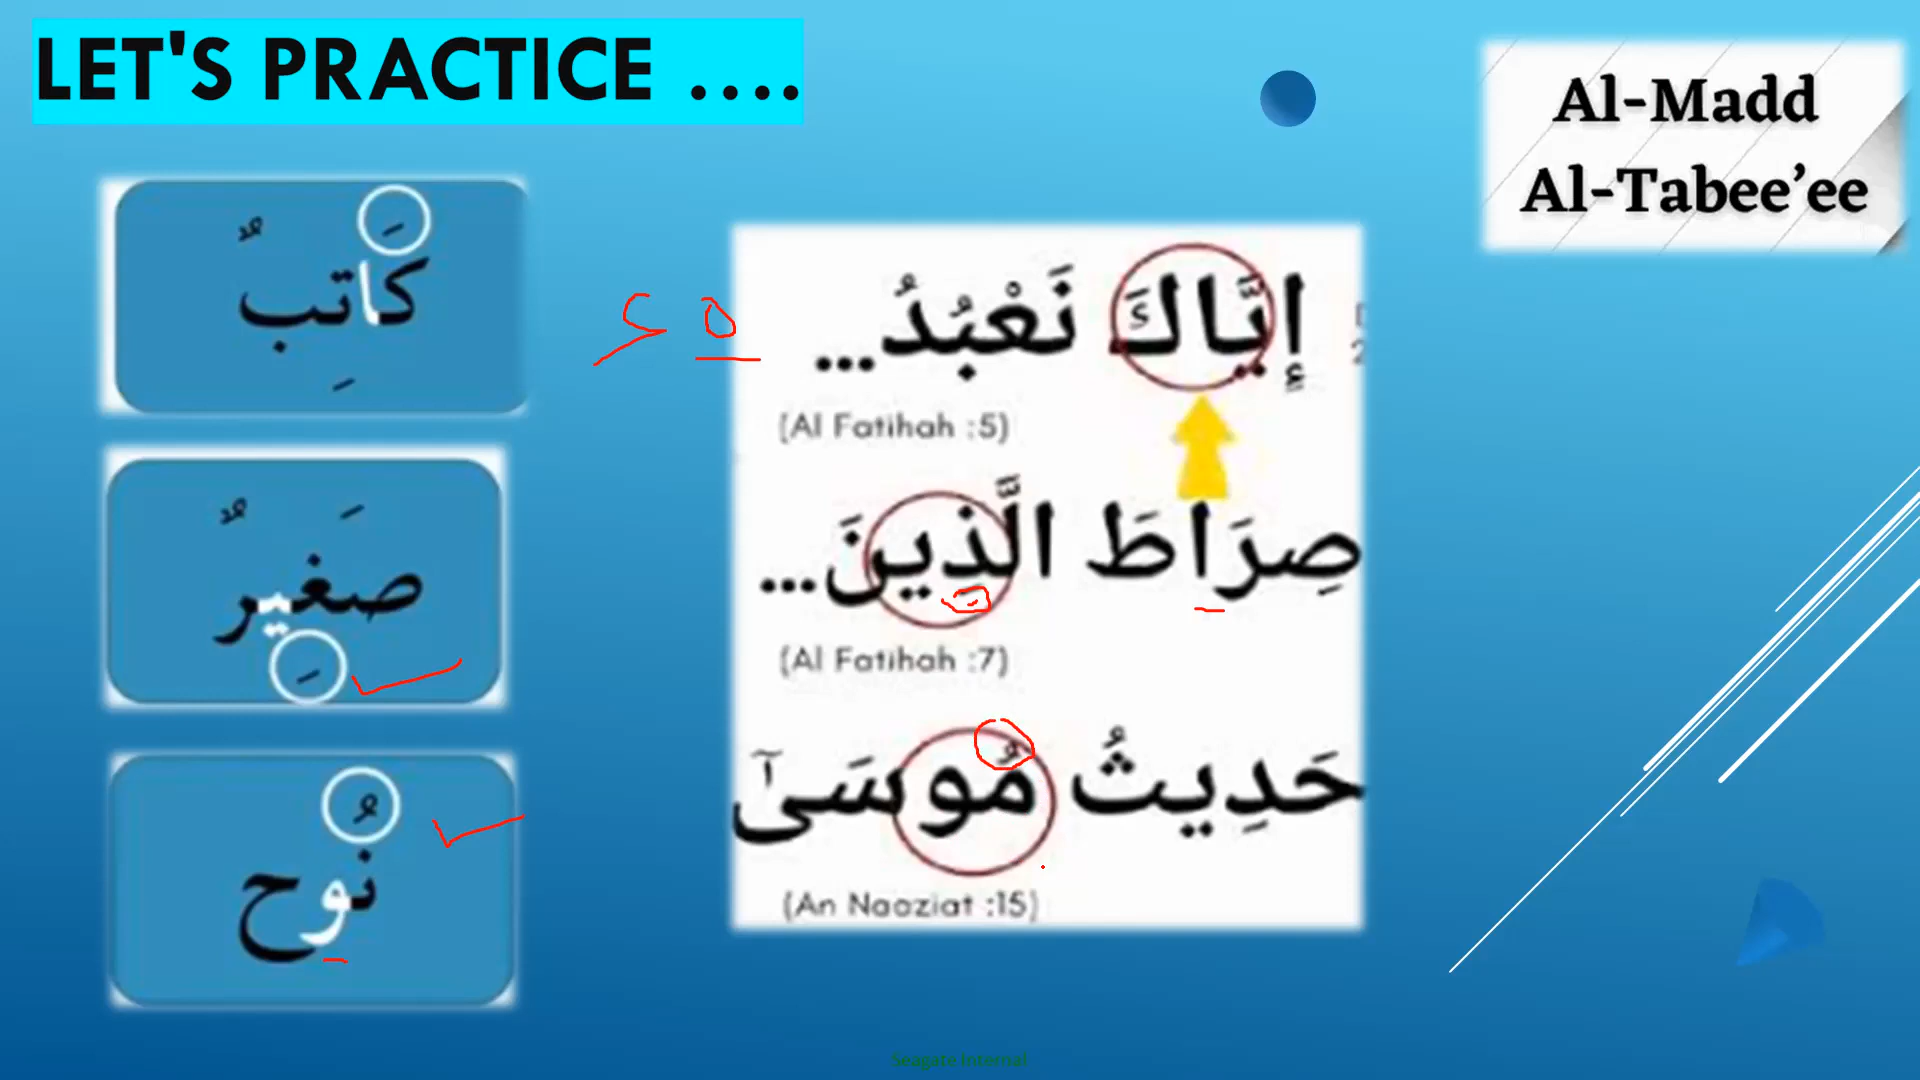 LET'S PRACTICE ....
Al-Madd
Al-Tabee'ee
كَاتِبٌ
صَغِيرٌ
نُوح
إِيَّاكَ نَعْبُدُ...
(Al Fatihah :5)
صِرَاطَ الَّذِينَ...
(Al Fatihah :7)
حَدِيثُ مُوسَىٰٓ
(An Naaziat :15)
Seagate Internal